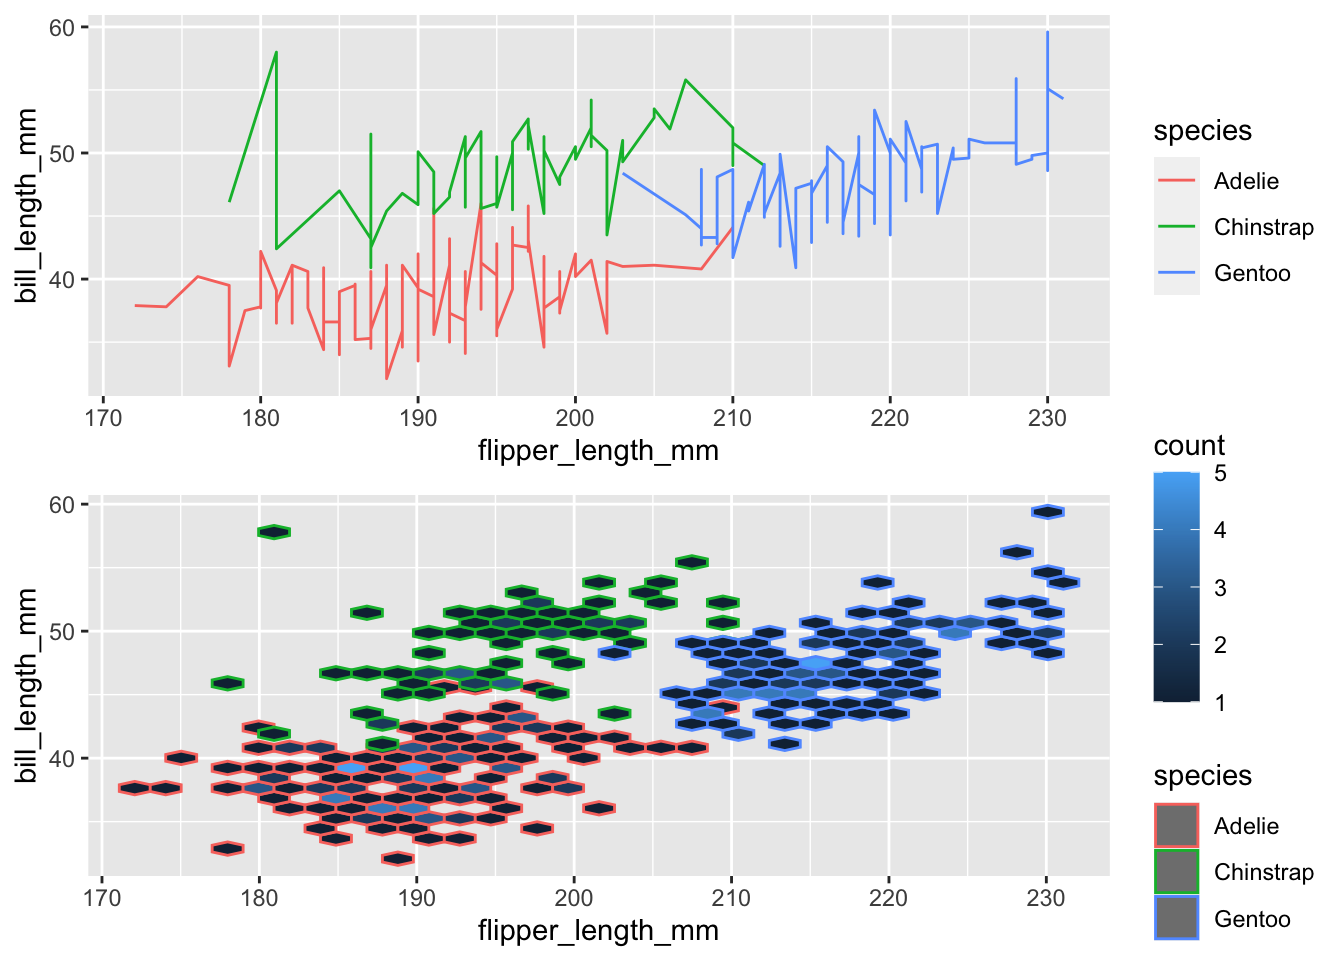 60
50
40
bill_length_mm
170 180 190 200 210 220 230
flipper_length_mm
species
Adelie
Chinstrap
Gentoo
60
50
40
bill_length_mm
170 180 190 200 210 220 230
flipper_length_mm
count
5
4
3
2
1
species
Adelie
Chinstrap
Gentoo